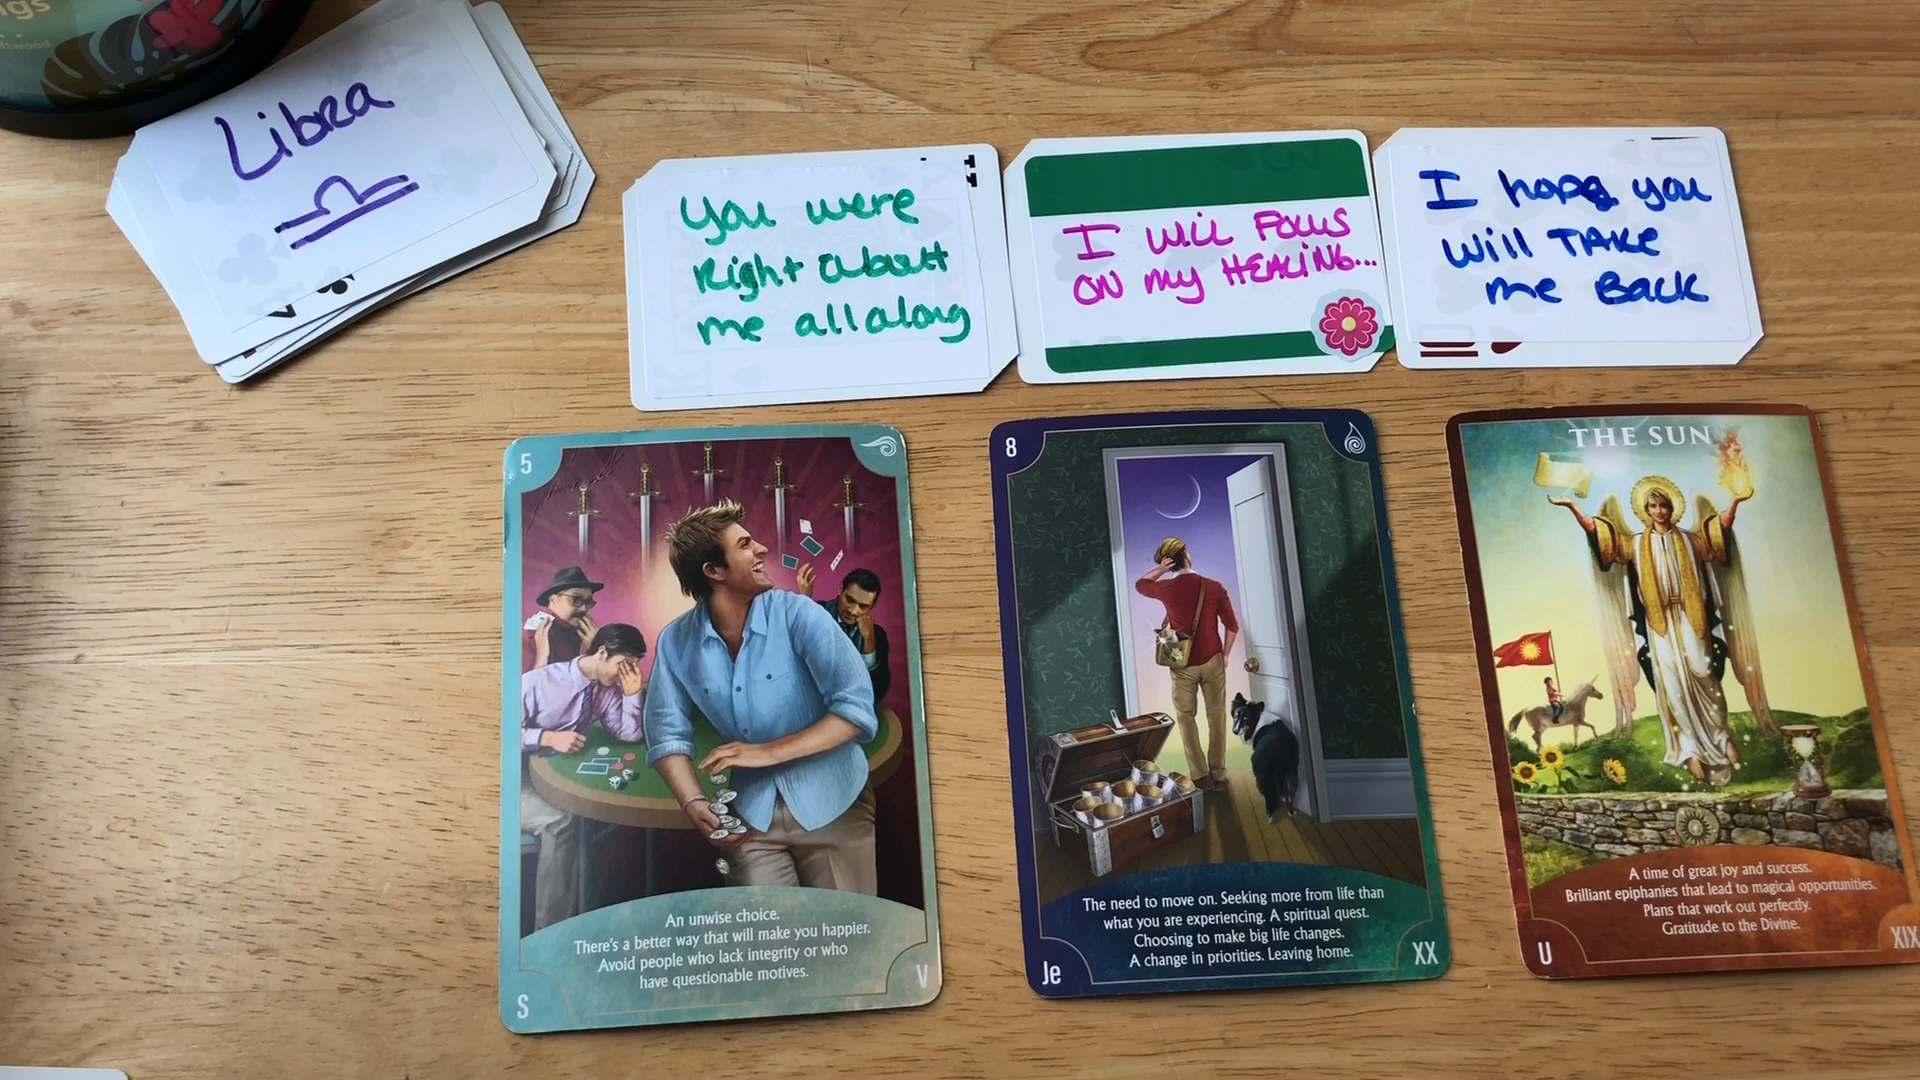 Libra
You were
Right about
me all along
I will Focus
ON my HEALING...
I hope you
Will TAKE
me Back
5
An unwise choice.
There's a better way that will make you happier.
Avoid people who lack integrity or who
have questionable motives.
S
V
8
The need to move on. Seeking more from life than
what you are experiencing. A spiritual quest.
Choosing to make big life changes.
A change in priorities. Leaving home.
Je
XX
THE SUN
A time of great joy and success.
Brilliant epiphanies that lead to magical opportunities.
Plans that work out perfectly.
Gratitude to the Divine.
U
XIX